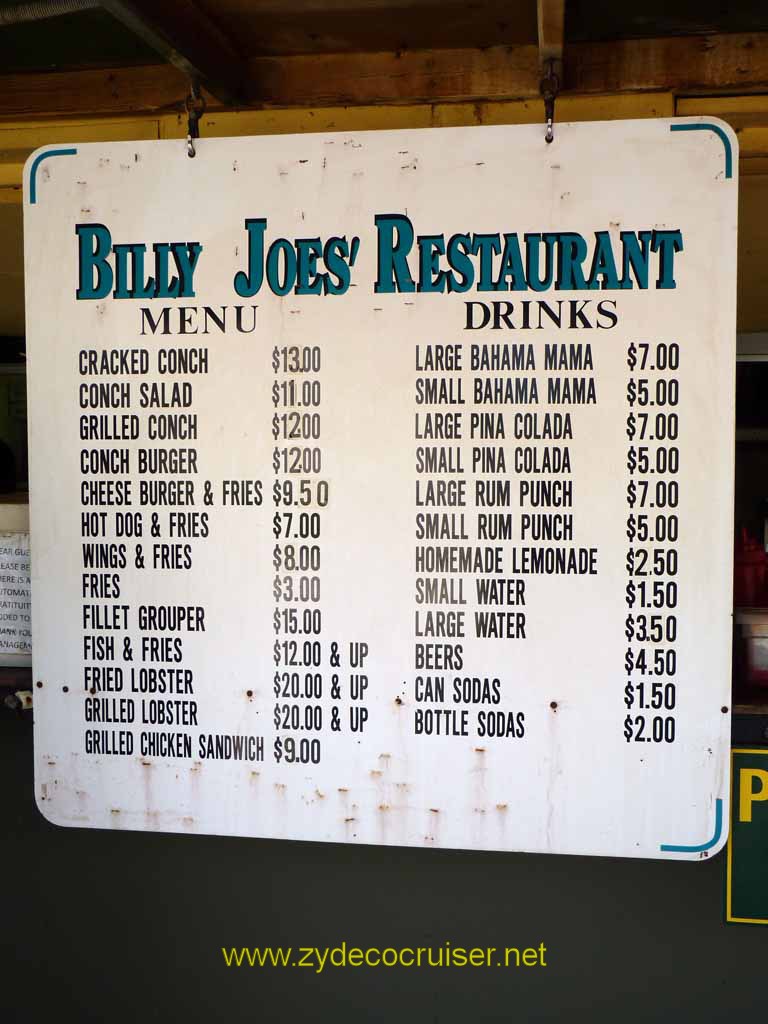 BILLY JOES' RESTAURANT
MENU
CRACKED CONCH $13.00
CONCH SALAD $11.00
GRILLED CONCH $12.00
CONCH BURGER $12.00
CHEESE BURGER & FRIES $9.50
HOT DOG & FRIES $7.00
WINGS & FRIES $8.00
FRIES $3.00
FILLET GROUPER $15.00
FISH & FRIES $12.00 & UP
FRIED LOBSTER $20.00 & UP
GRILLED LOBSTER $20.00 & UP
GRILLED CHICKEN SANDWICH $9.00
DRINKS
LARGE BAHAMA MAMA $7.00
SMALL BAHAMA MAMA $5.00
LARGE PINA COLADA $7.00
SMALL PINA COLADA $5.00
LARGE RUM PUNCH $7.00
SMALL RUM PUNCH $5.00
HOMEMADE LEMONADE $2.50
SMALL WATER $1.50
LARGE WATER $3.50
BEERS $4.50
CAN SODAS $1.50
BOTTLE SODAS $2.00
P
www.zydecocruiser.net